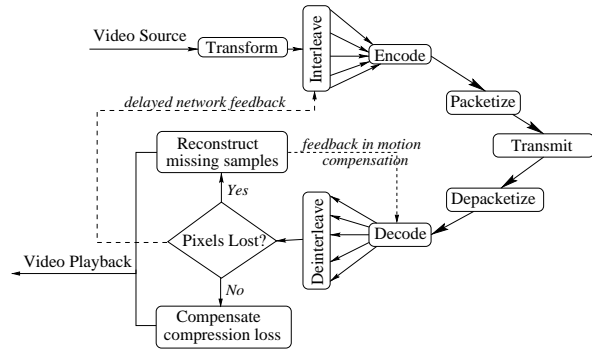 Video Source
Transform
Interleave
Encode
Packetize
Transmit
Depacketize
Decode
Deinterleave
delayed network feedback
Reconstruct
missing samples
feedback in motion
compensation
Yes
Pixels Lost?
No
Video Playback
Compensate
compression loss